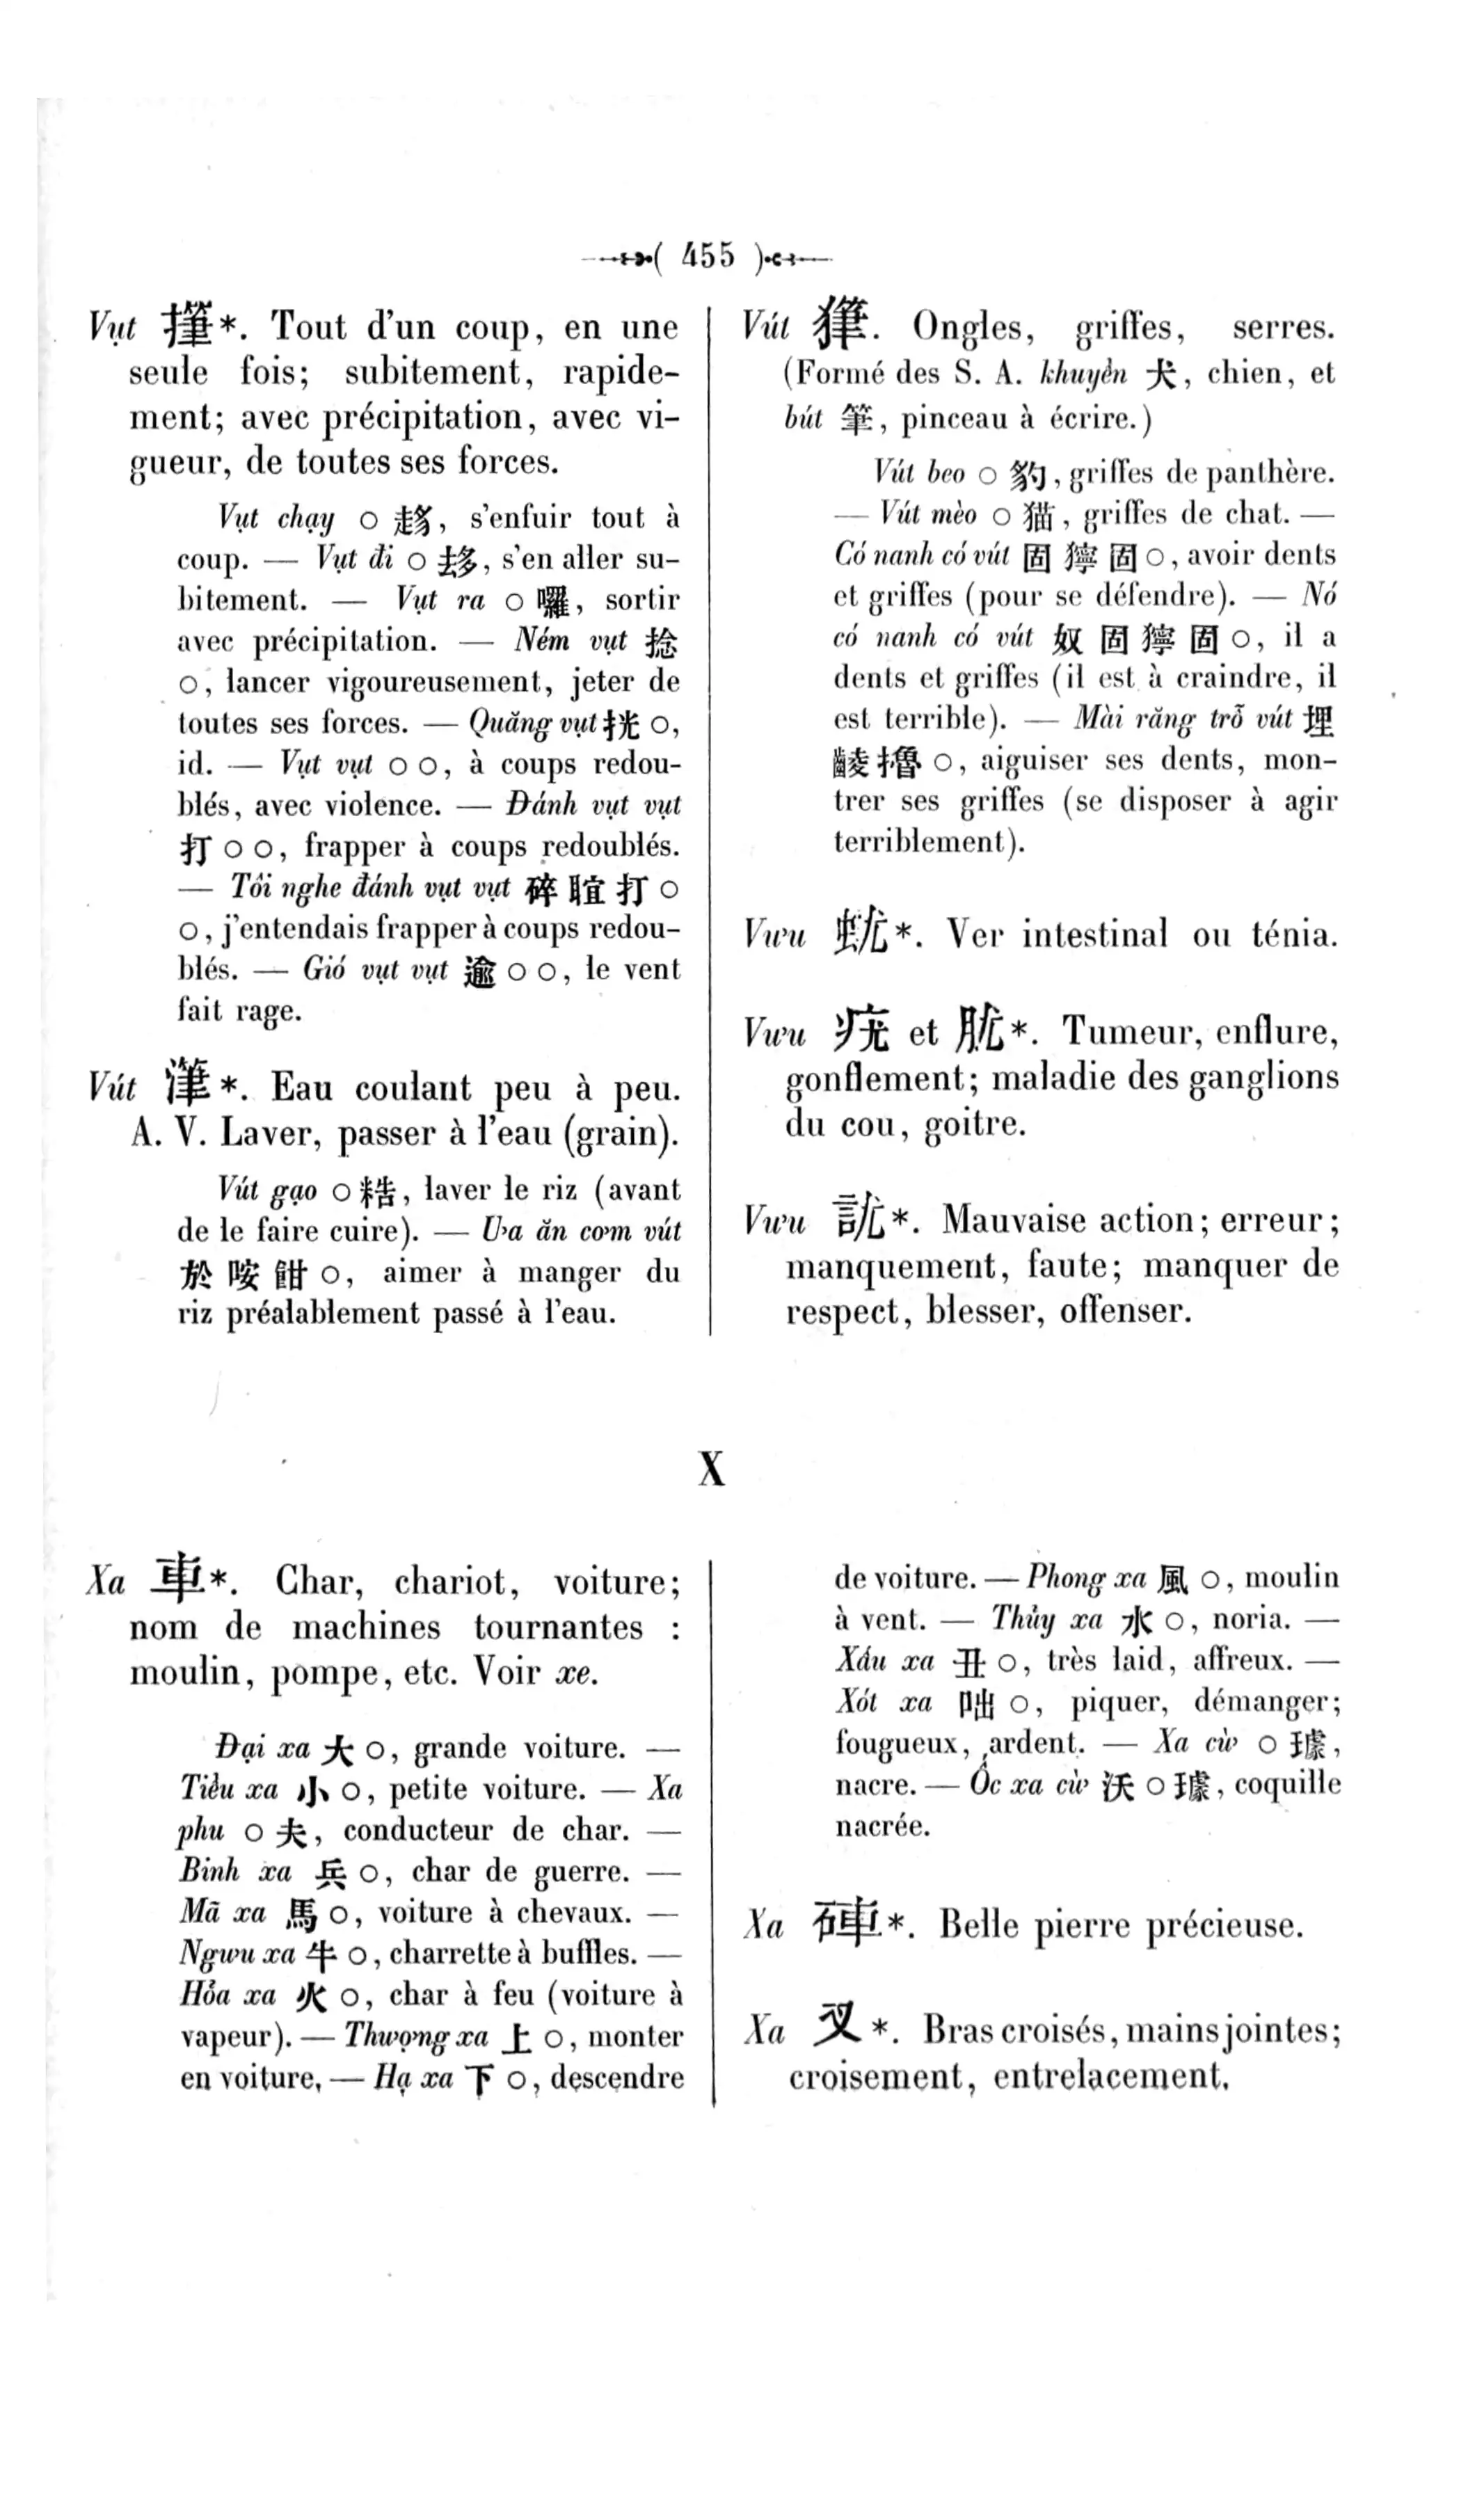 ( 455 )
Vụt *. Tout d'un coup, en une
seule fois; subitement, rapide-
ment; avec précipitation, avec vi-
gueur, de toutes ses forces.
Vụt chạy ○, s'enfuir tout à
coup. — Vụt đi ○, s'en aller su-
bitement. — Vụt ra ○ 囉, sortir
avec précipitation. — Ném vụt 捻
○, lancer vigoureusement, jeter de
toutes ses forces. — Quăng vụt 挄 ○,
id. — Vụt vụt ○ ○, à coups redou-
blés, avec violence. — Đánh vụt vụt
打 ○ ○, frapper à coups redoublés.
— Tôi nghe đánh vụt vụt 碎 打 ○
○, j'entendais frapper à coups redou-
blés. — Gió vụt vụt ○ ○, le vent
fait rage.
Vút *. Eau coulant peu à peu.
A. V. Laver, passer à l'eau (grain).
Vút gạo ○, laver le riz (avant
de le faire cuire). — Ưa ăn cơm vút
於 咹 䬙 ○, aimer à manger du
riz préalablement passé à l'eau.
Vút. Ongles, griffes, serres.
(Formé des S. A. khuyển 犬, chien, et
bút 筆, pinceau à écrire.)
Vút beo ○ 豹, griffes de panthère.
— Vút mèo ○ 猫, griffes de chat. —
Có nanh có vút 固 獰 固 ○, avoir dents
et griffes (pour se défendre). — Nó
có nanh có vút 奴 固 獰 固 ○, il a
dents et griffes (il est à craindre, il
est terrible). — Mài răng trổ vút 埋
擼 ○, aiguiser ses dents, mon-
trer ses griffes (se disposer à agir
terriblement).
Vưu *. Ver intestinal ou ténia.
Vưu et 肬 *. Tumeur, enflure,
gonflement; maladie des ganglions
du cou, goitre.
Vưu 訧 *. Mauvaise action; erreur;
manquement, faute; manquer de
respect, blesser, offenser.
X
Xa 車 *. Char, chariot, voiture;
nom de machines tournantes :
moulin, pompe, etc. Voir xe.
Đại xa 大 ○, grande voiture. —
Tiểu xa 小 ○, petite voiture. — Xa
phu ○ 夫, conducteur de char. —
Binh xa 兵 ○, char de guerre. —
Mã xa 馬 ○, voiture à chevaux. —
Ngưu xa 牛 ○, charrette à buffles. —
Hỏa xa 火 ○, char à feu (voiture à
vapeur). — Thượng xa 上 ○, monter
en voiture, — Hạ xa 下 ○, descendre
de voiture. — Phong xa 風 ○, moulin
à vent. — Thủy xa 水 ○, noria. —
Xấu xa 丑 ○, très laid, affreux. —
Xót xa 咄 ○, piquer, démanger;
fougueux, ardent. — Xa cừ ○ 璩,
nacre. — Ốc xa cừ 沃 ○ 璩, coquille
nacrée.
Xa 硨 *. Belle pierre précieuse.
Xa 叉 *. Bras croisés, mains jointes;
croisement, entrelacement.